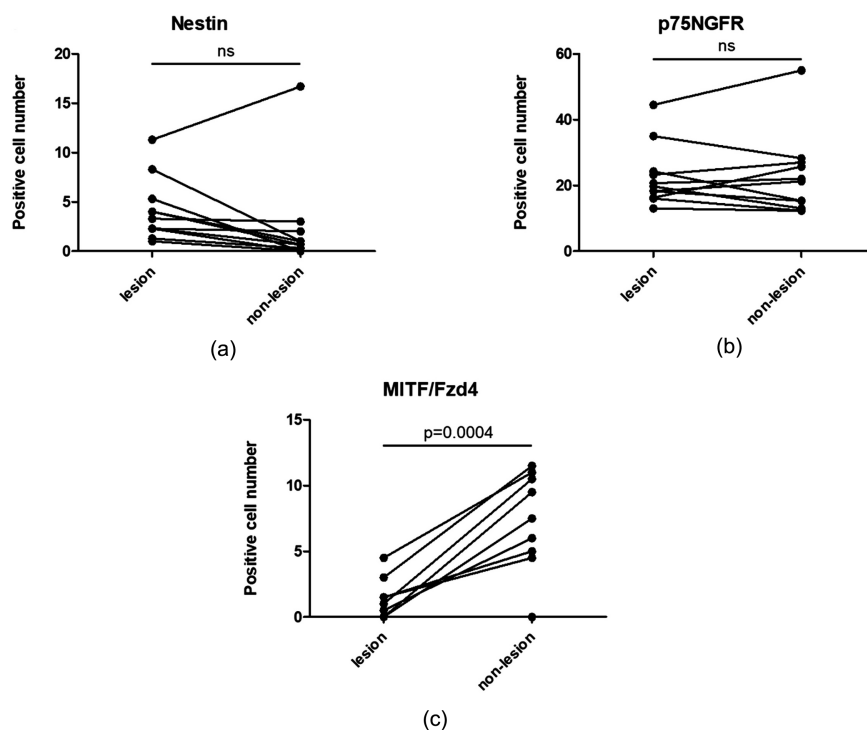 Nestin
ns
20
15
10
5
0
Positive cell number
lesion
non-lesion
(a)
p75NGFR
ns
60
40
20
0
Positive cell number
lesion
non-lesion
(b)
MITF/Fzd4
p=0.0004
15
10
5
0
Positive cell number
lesion
non-lesion
(c)